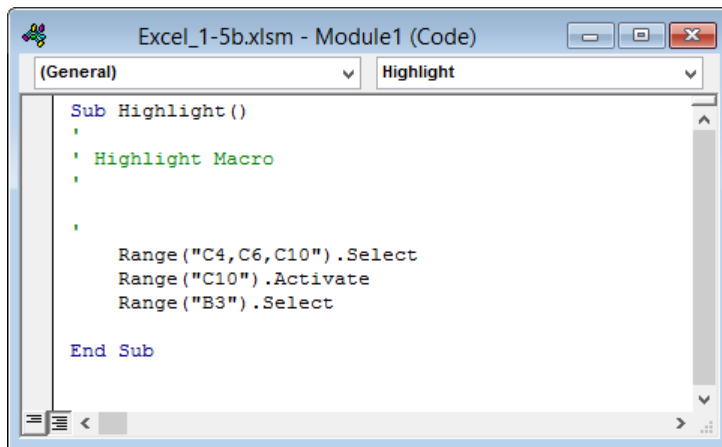 Excel_1-5b.xlsm - Module1 (Code)
(General) Highlight
Sub Highlight()
'
' Highlight Macro
'
'
Range("C4,C6,C10").Select
Range("C10").Activate
Range("B3").Select
End Sub